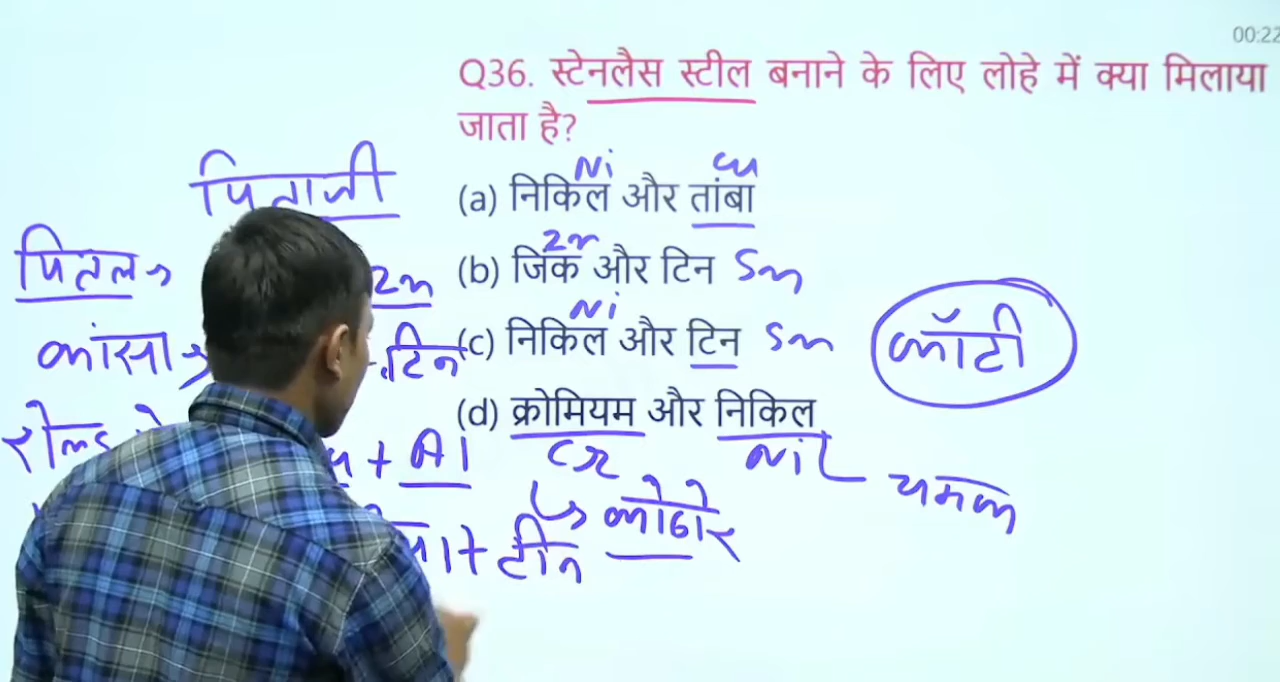 00:22
Q36. स्टेनलैस स्टील बनाने के लिए लोहे में क्या मिलाया
जाता है?
पिताजी
Ni Cu
(a) निकिल और तांबा
पितल → Zn
Zn
(b) जिंक और टिन Sn
Ni
कांसा → टिन
(c) निकिल और टिन Sn
कॉटी
(d) क्रोमियम और निकिल
रोल्ड + Al
Cr Ni चमक
↳ कठोर
+ टीन